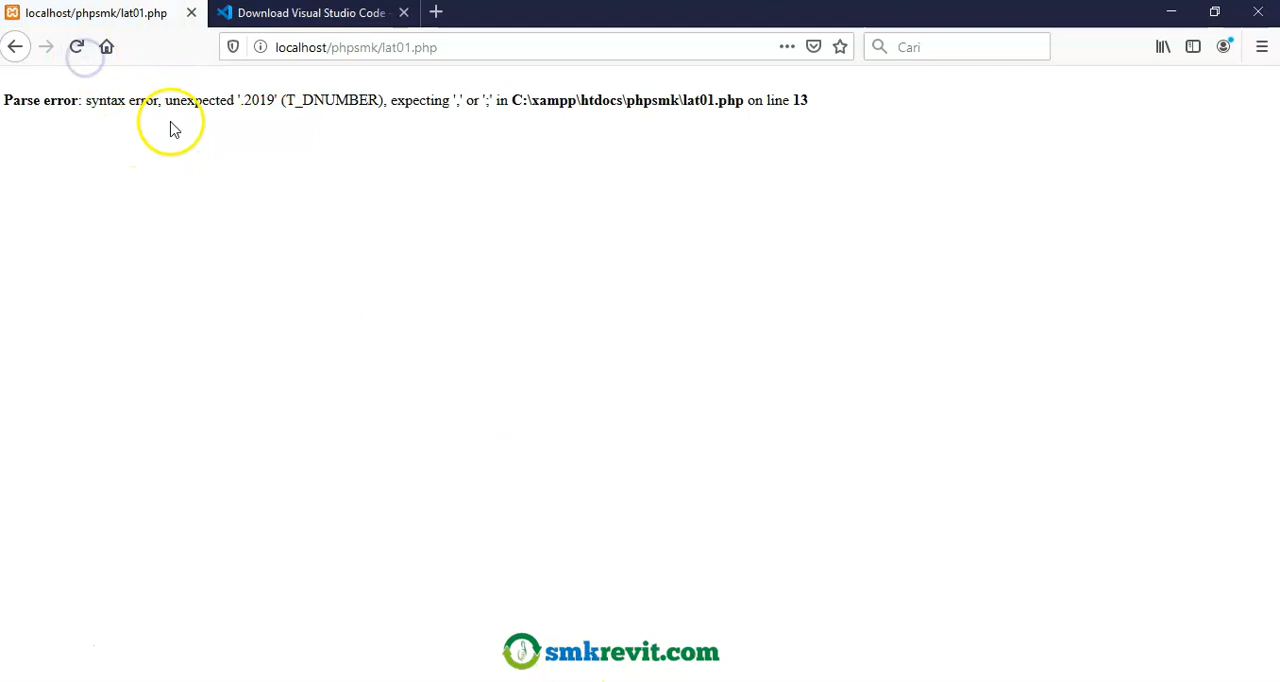 localhost/phpsmk/lat01.php
Download Visual Studio Code -
localhost/phpsmk/lat01.php
Cari
Parse error: syntax error, unexpected '.2019' (T_DNUMBER), expecting ',' or ';' in C:\xampp\htdocs\phpsmk\lat01.php on line 13
smkrevit.com